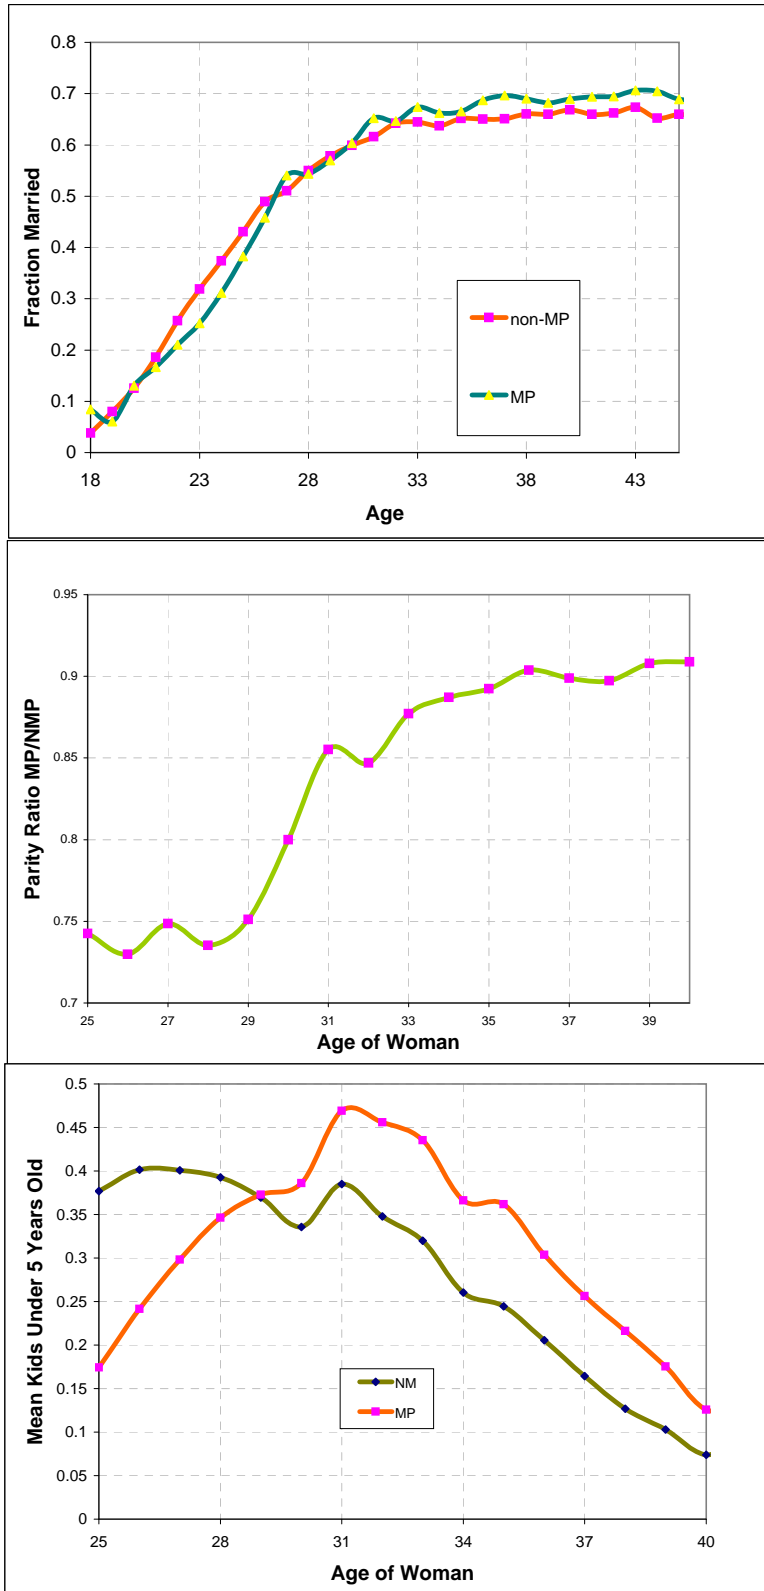 0.8
0.7
0.6
0.5
0.4
0.3
0.2
0.1
0
Fraction Married
non-MP
MP
18 23 28 33 38 43
Age
0.95
0.9
0.85
0.8
0.75
0.7
Parity Ratio MP/NMP
25 27 29 31 33 35 37 39
Age of Woman
0.5
0.45
0.4
0.35
0.3
0.25
0.2
0.15
0.1
0.05
0
Mean Kids Under 5 Years Old
NM
MP
25 28 31 34 37 40
Age of Woman